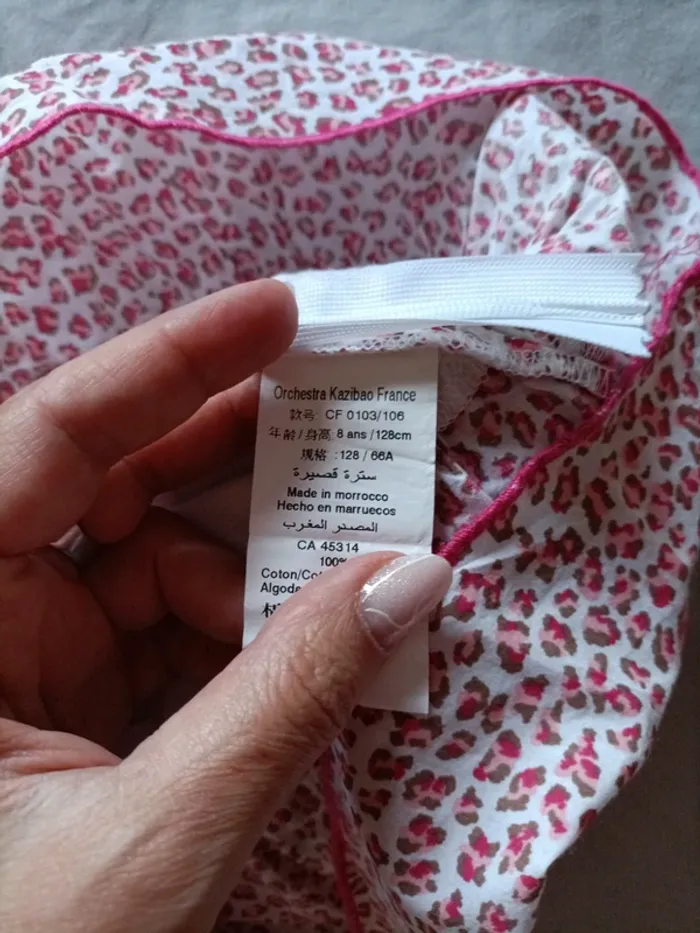 Orchestra Kazibao France
款号: CF 0103/106
年龄/身高: 8 ans /128cm
规格 :128 / 66A
سترة قصيرة
Made in morrocco
Hecho en marruecos
المصدر المغرب
CA 45314
100%
Coton/